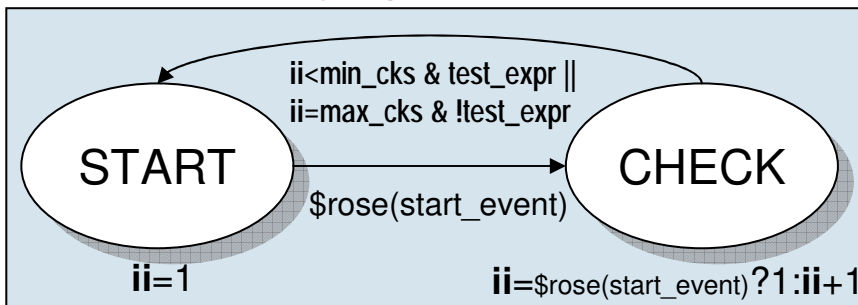 ii<min_cks & test_expr ||
ii=max_cks & !test_expr
START
CHECK
$rose(start_event)
ii=1
ii=$rose(start_event)?1:ii+1